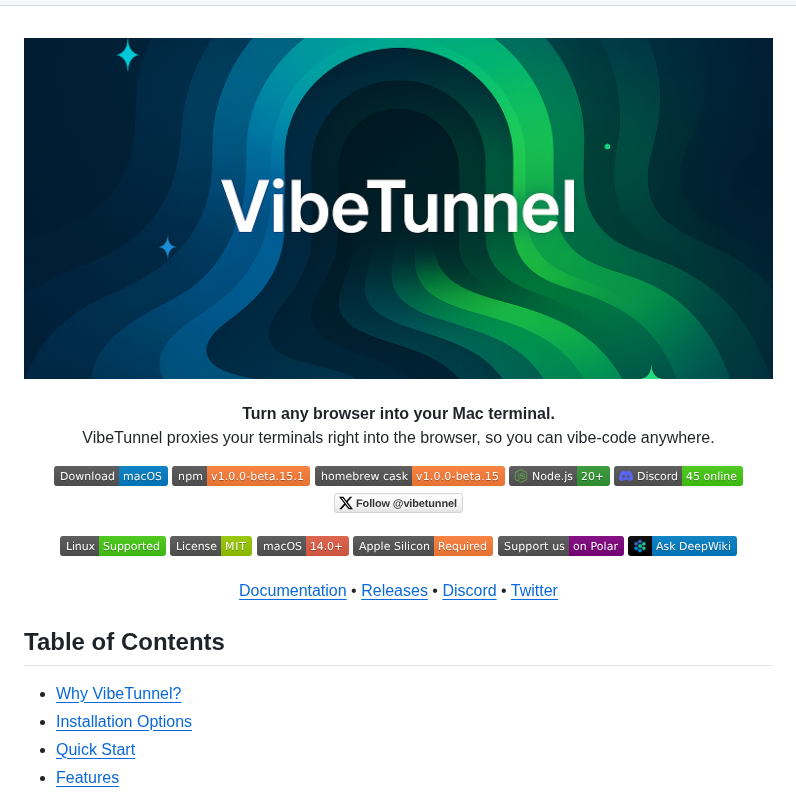 VibeTunnel
Turn any browser into your Mac terminal.
VibeTunnel proxies your terminals right into the browser, so you can vibe-code anywhere.
Download macOS npm v1.0.0-beta.15.1 homebrew cask v1.0.0-beta.15 Node.js 20+ Discord 45 online
Follow @vibetunnel
Linux Supported License MIT macOS 14.0+ Apple Silicon Required Support us on Polar Ask DeepWiki
Documentation • Releases • Discord • Twitter
Table of Contents
• Why VibeTunnel?
• Installation Options
• Quick Start
• Features